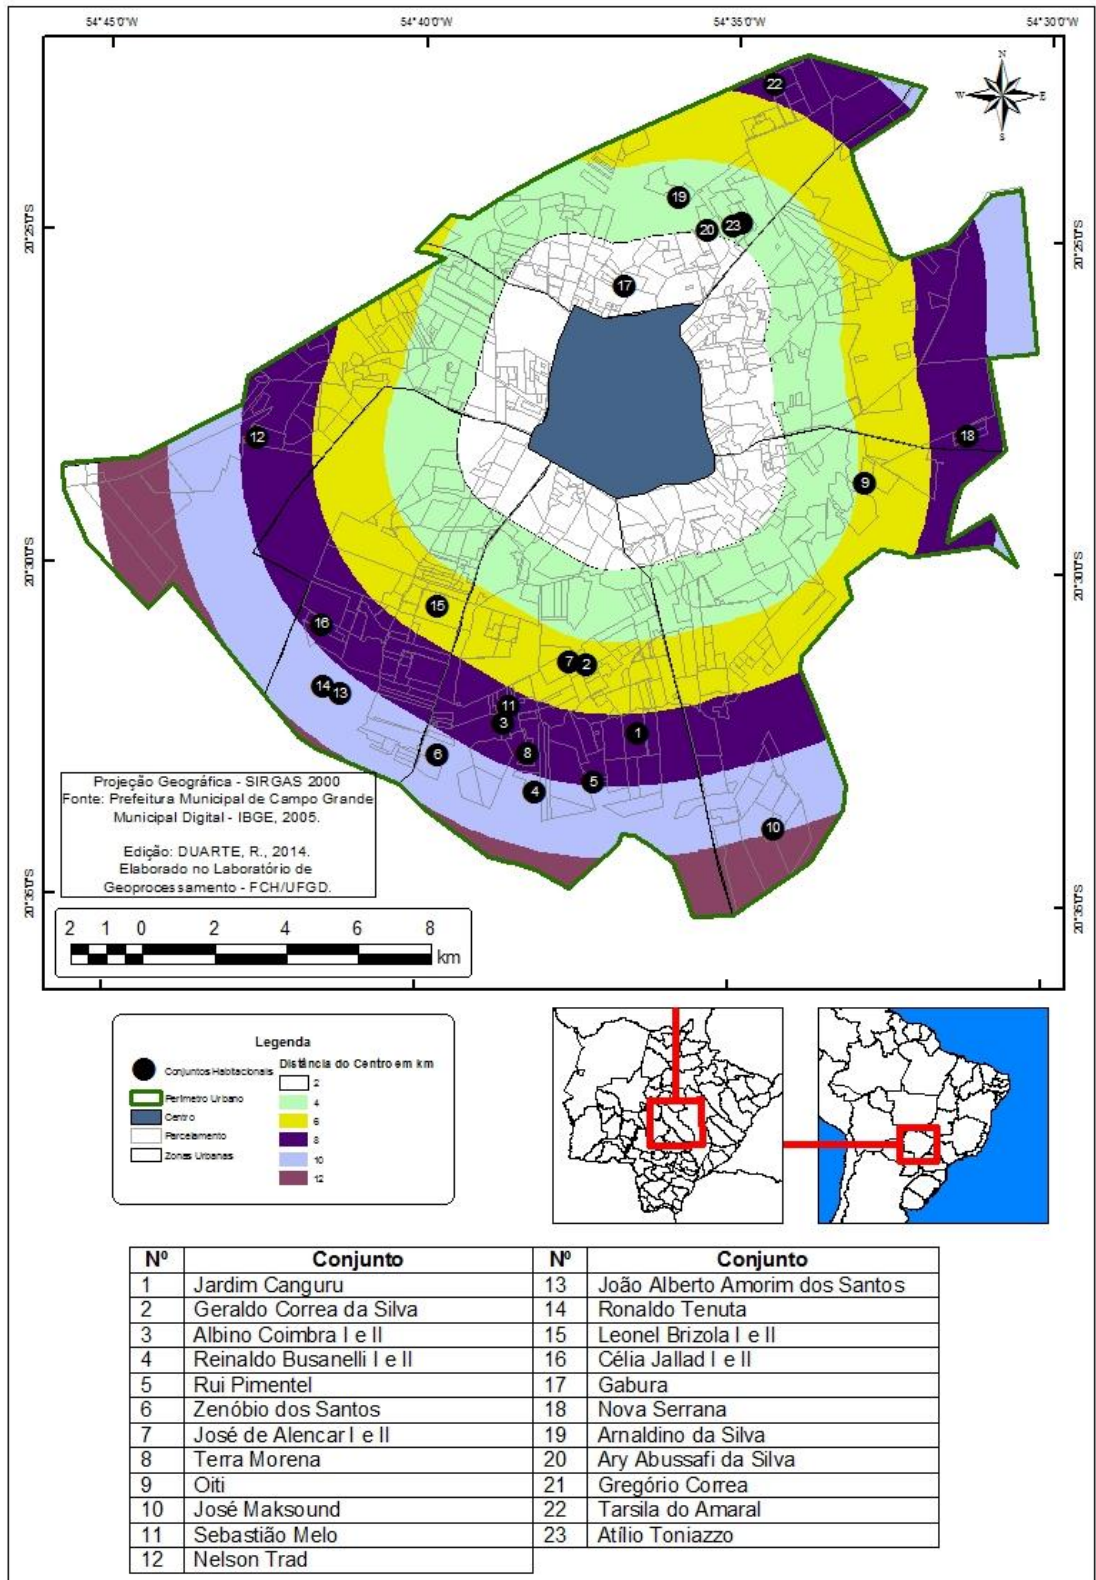 54°45'0"W 54°40'0"W 54°35'0"W 54°30'0"W
N
W E
S
22
19
20 23
17
20°25'0"S 20°25'0"S
12
18
9
20°30'0"S 20°30'0"S
15
16
7 2
14 13
11
3
1
6
8
5
4
10
Projeção Geográfica - SIRGAS 2000
Fonte: Prefeitura Municipal de Campo Grande
Municipal Digital - IBGE, 2005.
Edição: DUARTE, R., 2014.
Elaborado no Laboratório de
Geoprocessamento - FCH/UFGD.
20°35'0"S 20°35'0"S
2 1 0 2 4 6 8
km
Legenda
Conjuntos Habitacionais
Perímetro Urbano
Centro
Parcelamento
Zonas Urbanas
Distância do Centro em km
2
4
6
8
10
12
Nº Conjunto Nº Conjunto
1 Jardim Canguru 13 João Alberto Amorim dos Santos
2 Geraldo Correa da Silva 14 Ronaldo Tenuta
3 Albino Coimbra I e II 15 Leonel Brizola I e II
4 Reinaldo Busanelli I e II 16 Célia Jallad I e II
5 Rui Pimentel 17 Gabura
6 Zenóbio dos Santos 18 Nova Serrana
7 José de Alencar I e II 19 Arnaldino da Silva
8 Terra Morena 20 Ary Abussafi da Silva
9 Oiti 21 Gregório Correa
10 José Maksound 22 Tarsila do Amaral
11 Sebastião Melo 23 Atílio Toniazzo
12 Nelson Trad